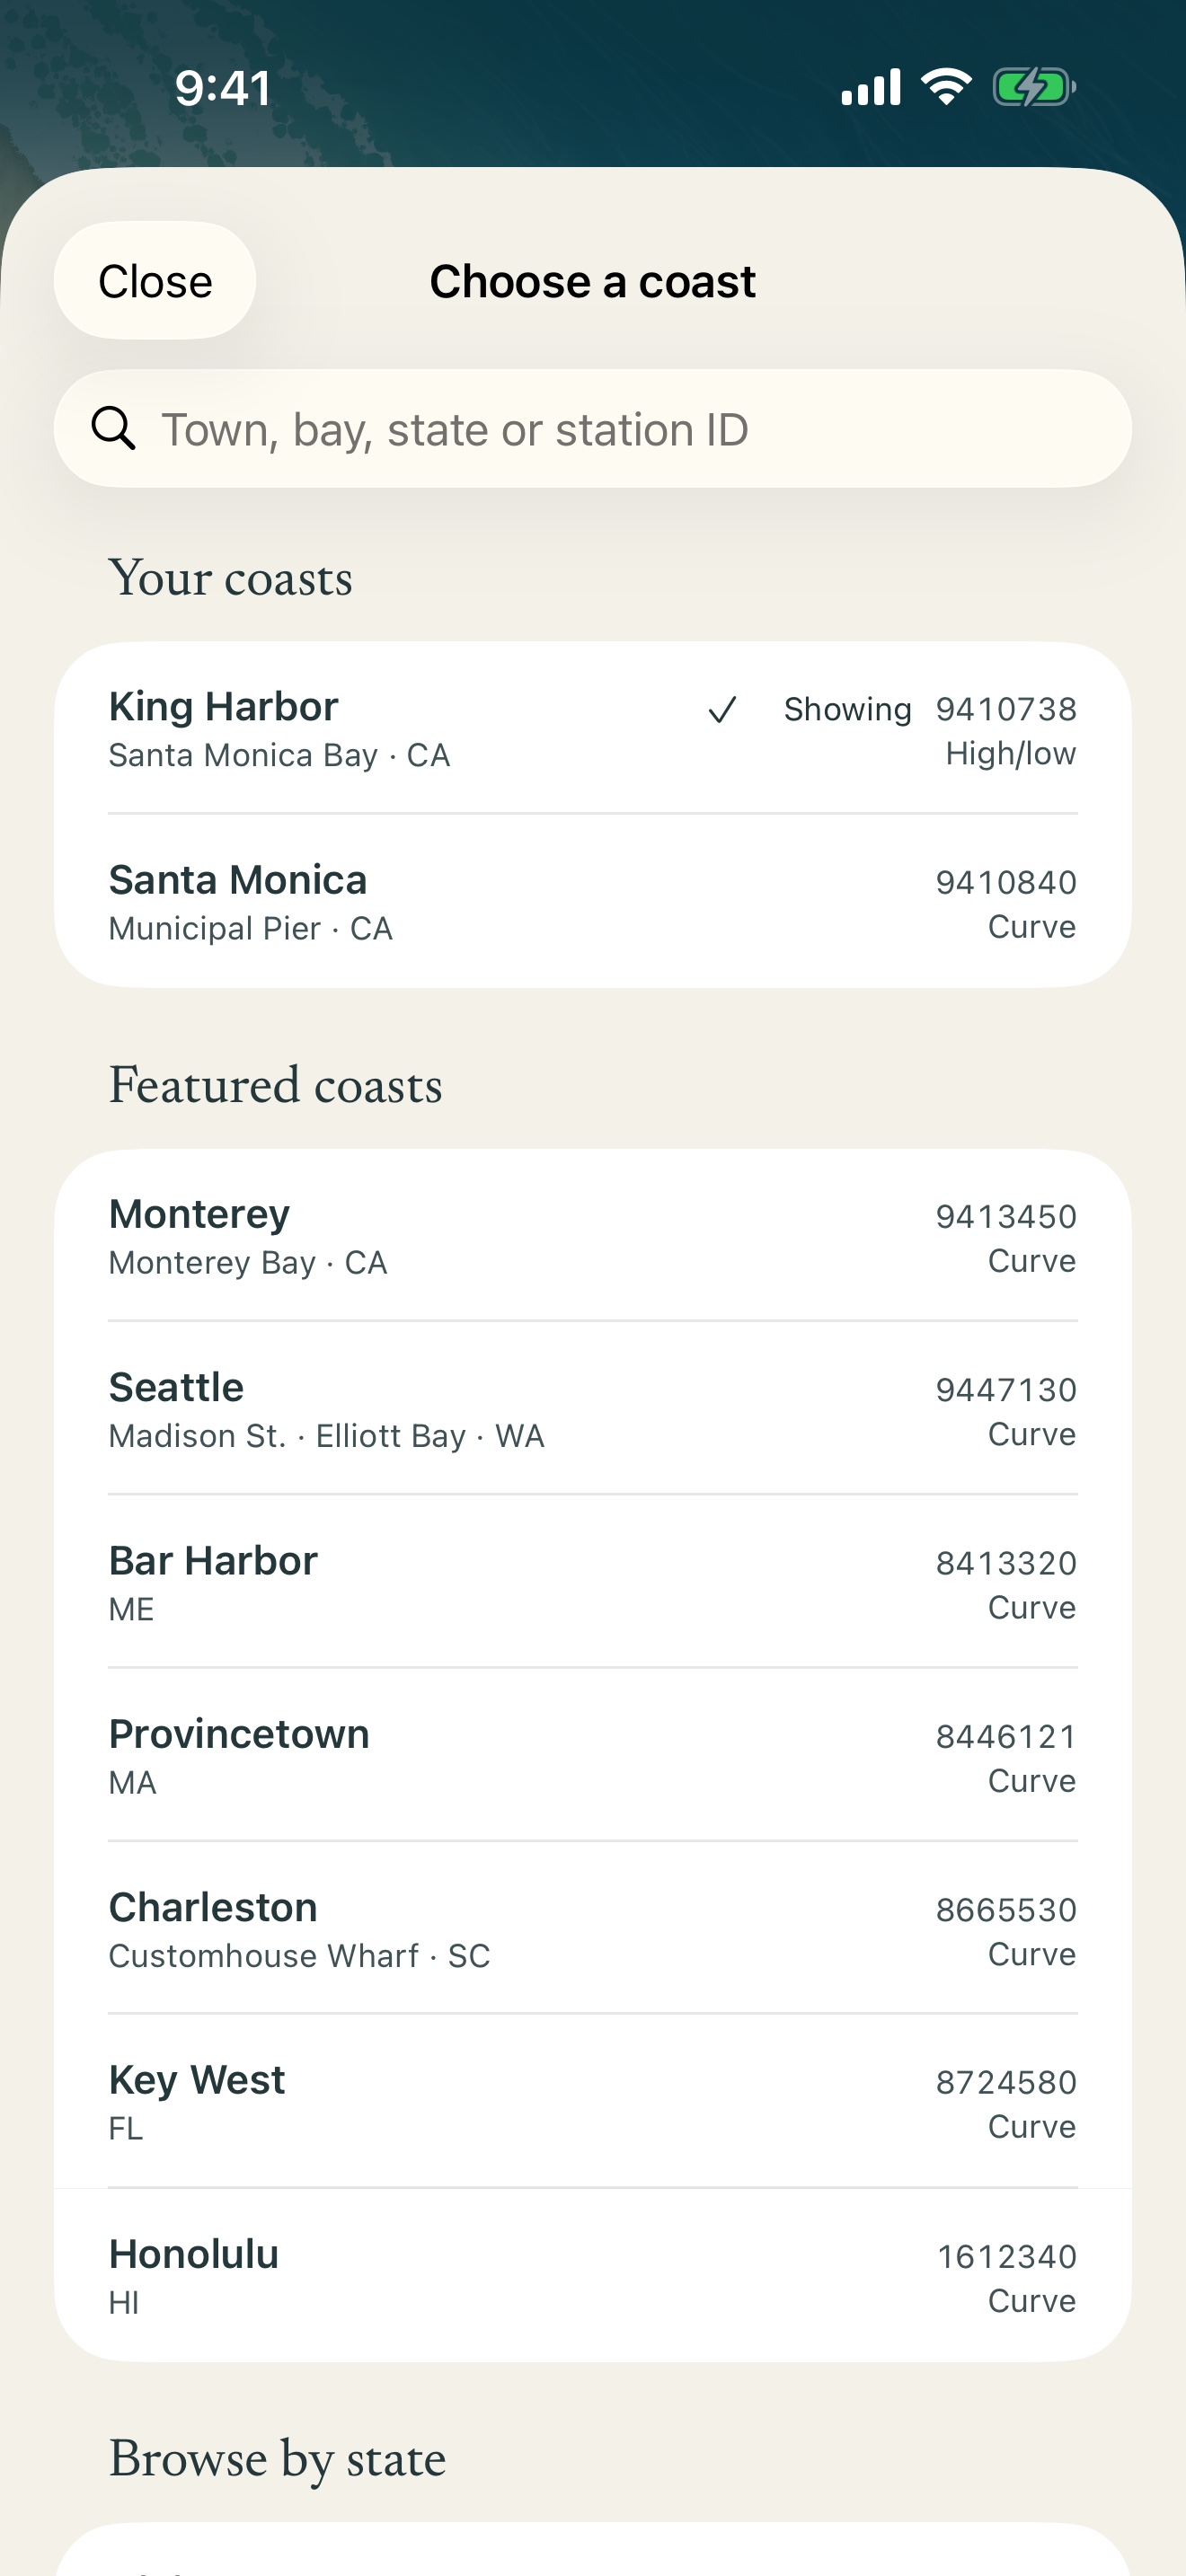 9:41
Close
Choose a coast
Town, bay, state or station ID
Your coasts
King Harbor
✓ Showing 9410738
Santa Monica Bay · CA
High/low
Santa Monica
9410840
Municipal Pier · CA
Curve
Featured coasts
Monterey
9413450
Monterey Bay · CA
Curve
Seattle
9447130
Madison St. · Elliott Bay · WA
Curve
Bar Harbor
8413320
ME
Curve
Provincetown
8446121
MA
Curve
Charleston
8665530
Customhouse Wharf · SC
Curve
Key West
8724580
FL
Curve
Honolulu
1612340
HI
Curve
Browse by state